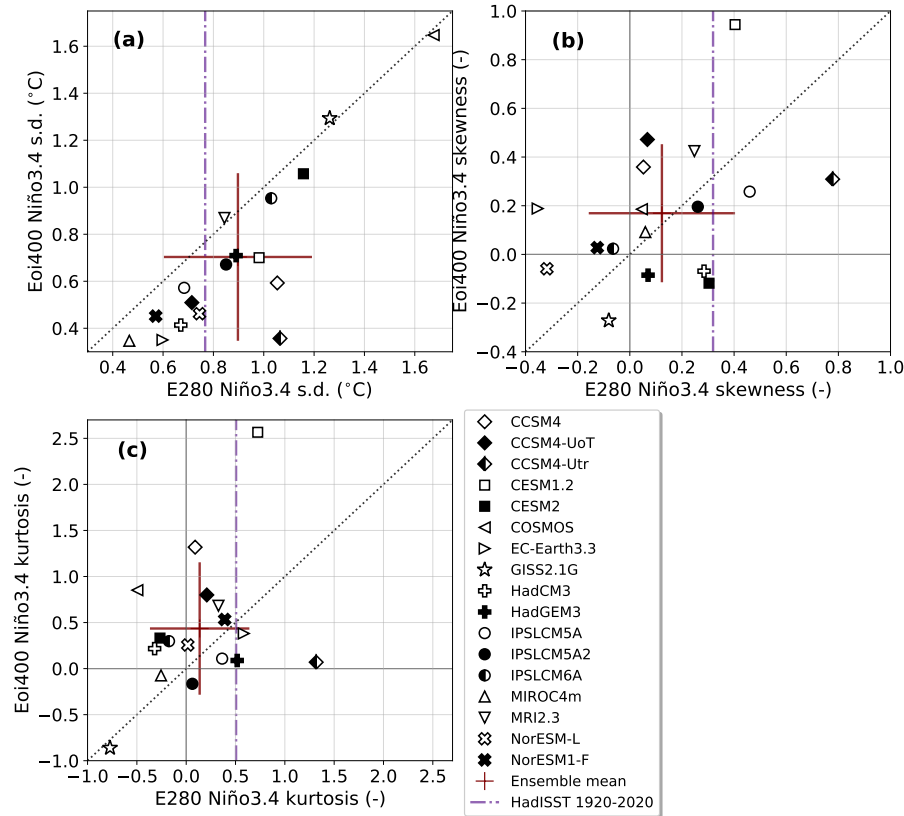 (a)
1.6
1.4
1.2
1.0
0.8
0.6
0.4
Eoi400 Niño3.4 s.d. (°C)
0.4 0.6 0.8 1.0 1.2 1.4 1.6
E280 Niño3.4 s.d. (°C)
(b)
1.0
0.8
0.6
0.4
0.2
0.0
−0.2
−0.4
Eoi400 Niño3.4 skewness (-)
−0.4 −0.2 0.0 0.2 0.4 0.6 0.8 1.0
E280 Niño3.4 skewness (-)
(c)
2.5
2.0
1.5
1.0
0.5
0.0
−0.5
−1.0
Eoi400 Niño3.4 kurtosis (-)
−1.0 −0.5 0.0 0.5 1.0 1.5 2.0 2.5
E280 Niño3.4 kurtosis (-)
CCSM4
CCSM4-UoT
CCSM4-Utr
CESM1.2
CESM2
COSMOS
EC-Earth3.3
GISS2.1G
HadCM3
HadGEM3
IPSLCM5A
IPSLCM5A2
IPSLCM6A
MIROC4m
MRI2.3
NorESM-L
NorESM1-F
Ensemble mean
HadISST 1920-2020